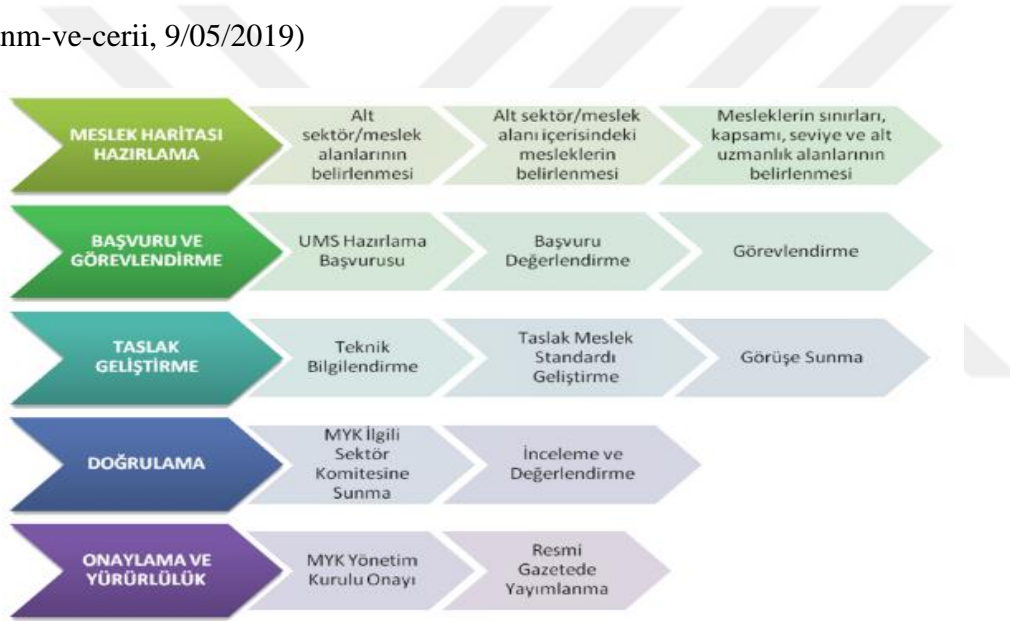 nm-ve-cerii, 9/05/2019)
MESLEK HARİTASI
HAZIRLAMA
Alt
sektör/meslek
alanlarının
belirlenmesi
Alt sektör/meslek
alanı içerisindeki
mesleklerin
belirlenmesi
Mesleklerin sınırları,
kapsamı, seviye ve alt
uzmanlık alanlarının
belirlenmesi
BAŞVURU VE
GÖREVLENDİRME
UMS Hazırlama
Başvurusu
Başvuru
Değerlendirme
Görevlendirme
TASLAK
GELİŞTİRME
Teknik
Bilgilendirme
Taslak Meslek
Standardı
Geliştirme
Görüşe Sunma
DOĞRULAMA
MYK İlgili
Sektör
Komitesine
Sunma
İnceleme ve
Değerlendirme
ONAYLAMA VE
YÜRÜRLÜLÜK
MYK Yönetim
Kurulu Onayı
Resmi
Gazetede
Yayımlanma